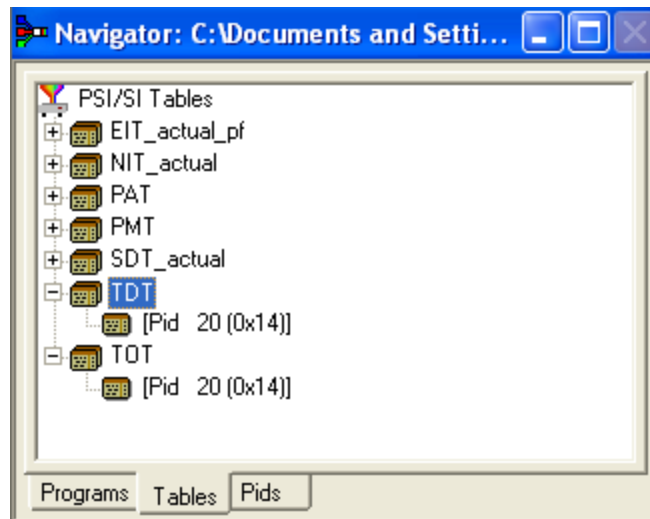 Navigator: C:\Documents and Setti...
PSI/SI Tables
EIT_actual_pf
NIT_actual
PAT
PMT
SDT_actual
TDT
[Pid 20 (0x14)]
TOT
[Pid 20 (0x14)]
Programs Tables Pids